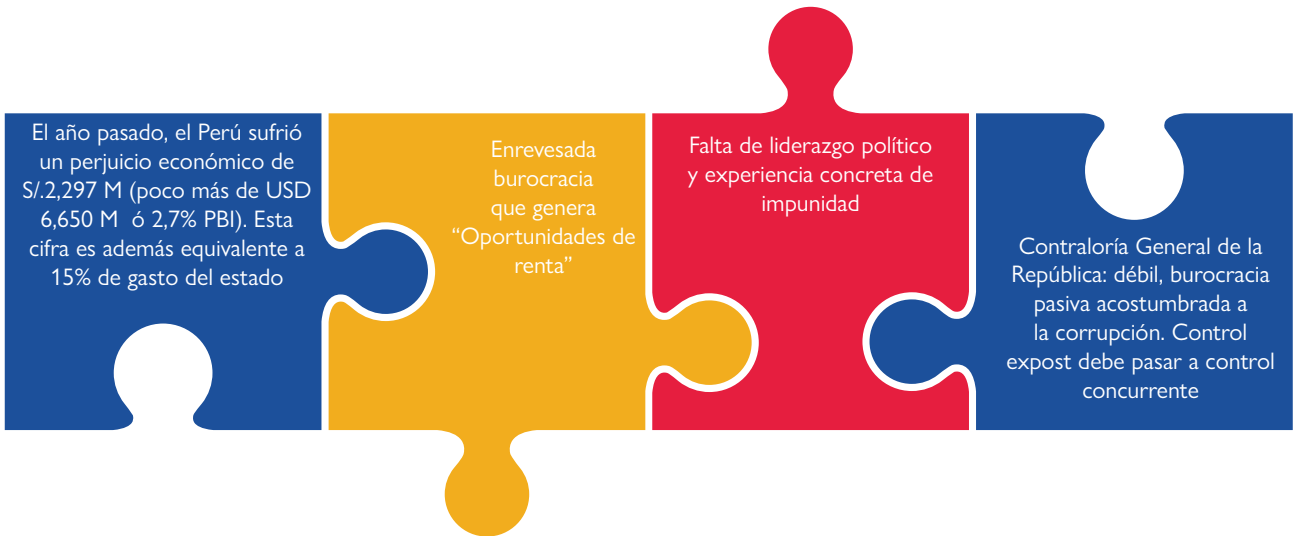 El año pasado, el Perú sufrió
un perjuicio económico de
S/.2,297 M (poco más de USD
6,650 M ó 2,7% PBI). Esta
cifra es además equivalente a
15% de gasto del estado
Enrevesada
burocracia
que genera
“Oportunidades de
renta”
Falta de liderazgo político
y experiencia concreta de
impunidad
Contraloría General de la
República: débil, burocracia
pasiva acostumbrada a
la corrupción. Control
expost debe pasar a control
concurrente